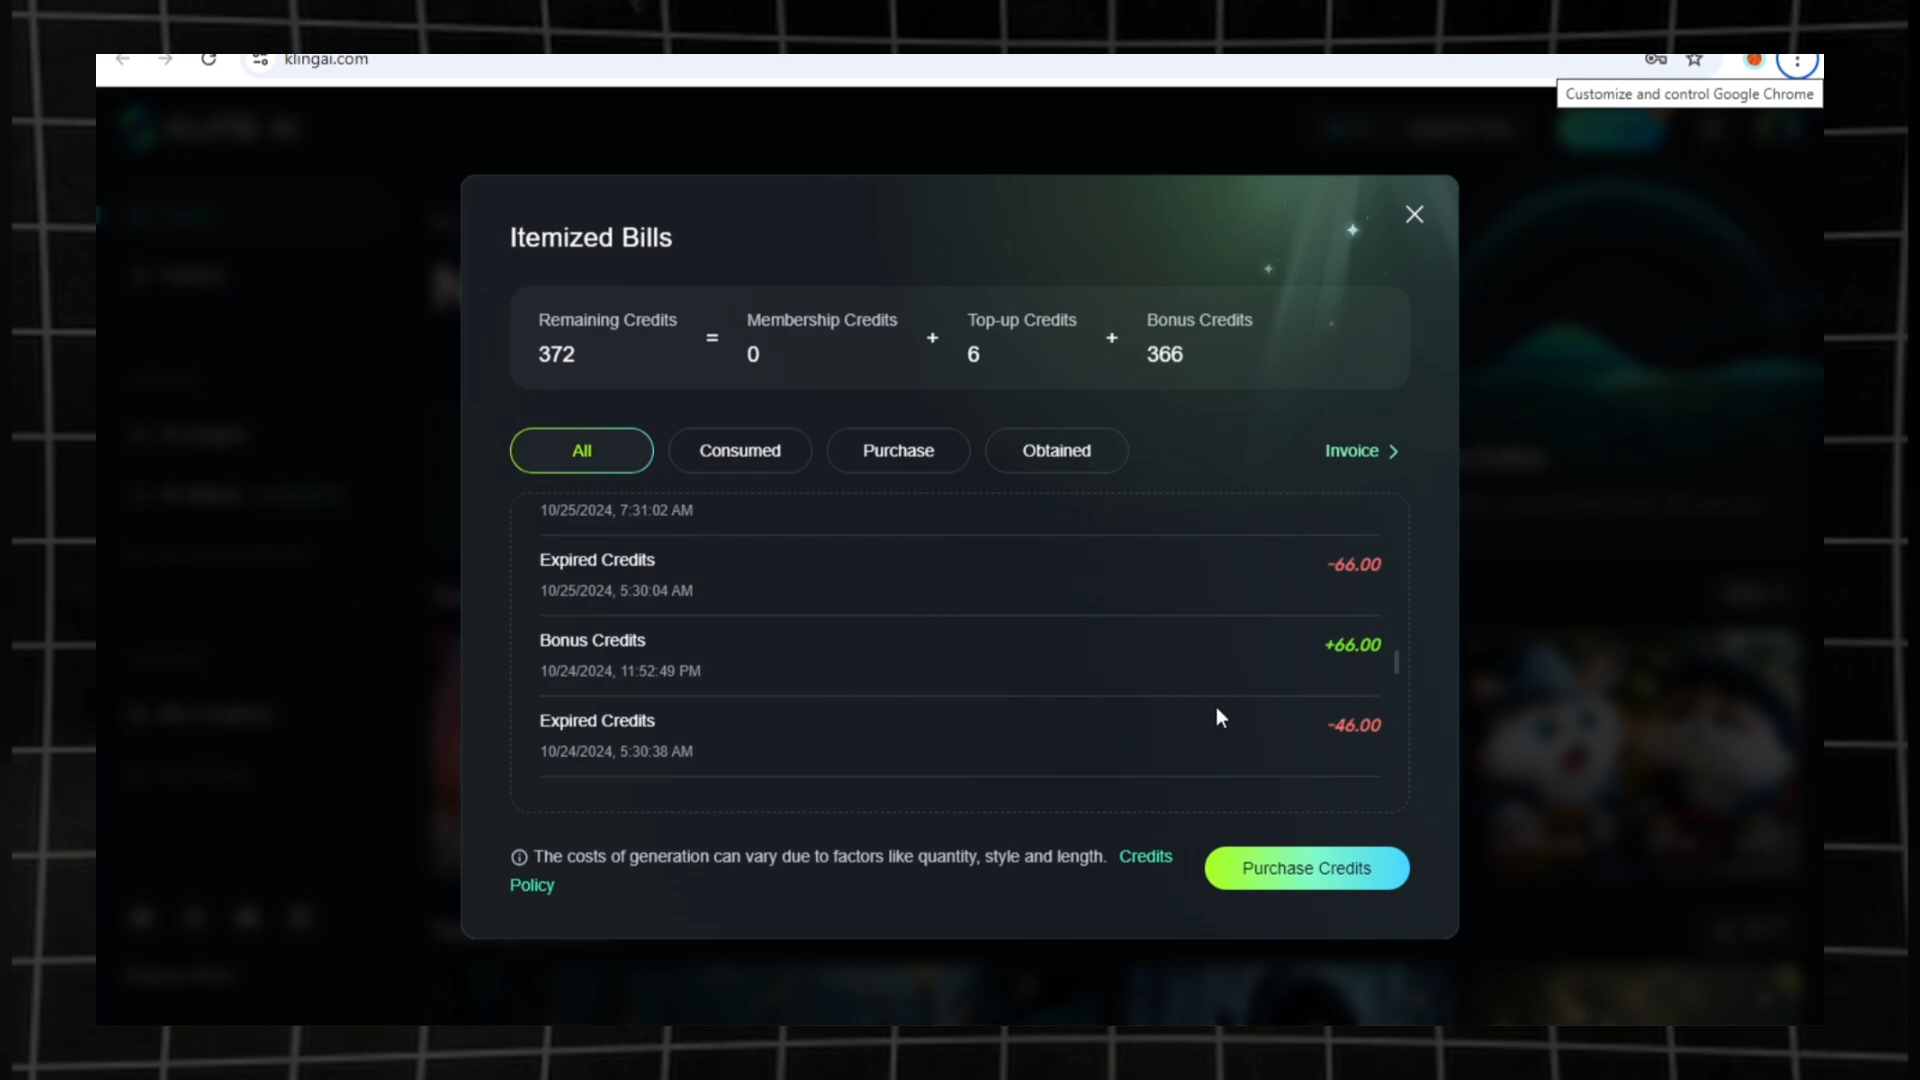 klingai.com
Customize and control Google Chrome
Itemized Bills
Remaining Credits = Membership Credits + Top-up Credits + Bonus Credits
372 0 6 366
All Consumed Purchase Obtained Invoice >
10/25/2024, 7:31:02 AM
Expired Credits -66.00
10/25/2024, 5:30:04 AM
Bonus Credits +66.00
10/24/2024, 11:52:49 PM
Expired Credits -46.00
10/24/2024, 5:30:38 AM
The costs of generation can vary due to factors like quantity, style and length. Credits
Policy
Purchase Credits